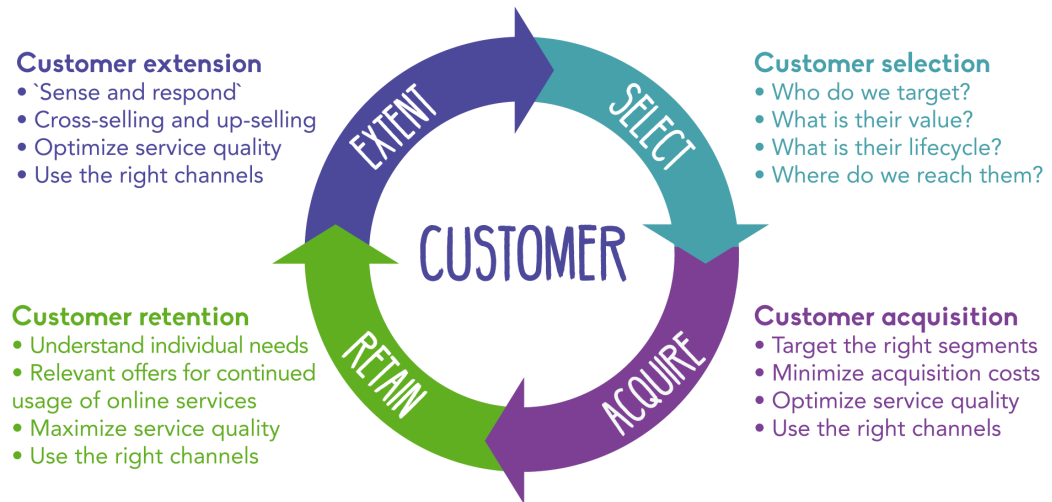 Customer extension
• `Sense and respond`
• Cross-selling and up-selling
• Optimize service quality
• Use the right channels
Customer selection
• Who do we target?
• What is their value?
• What is their lifecycle?
• Where do we reach them?
EXTENT
SELECT
CUSTOMER
RETAIN
ACQUIRE
Customer retention
• Understand individual needs
• Relevant offers for continued
usage of online services
• Maximize service quality
• Use the right channels
Customer acquisition
• Target the right segments
• Minimize acquisition costs
• Optimize service quality
• Use the right channels